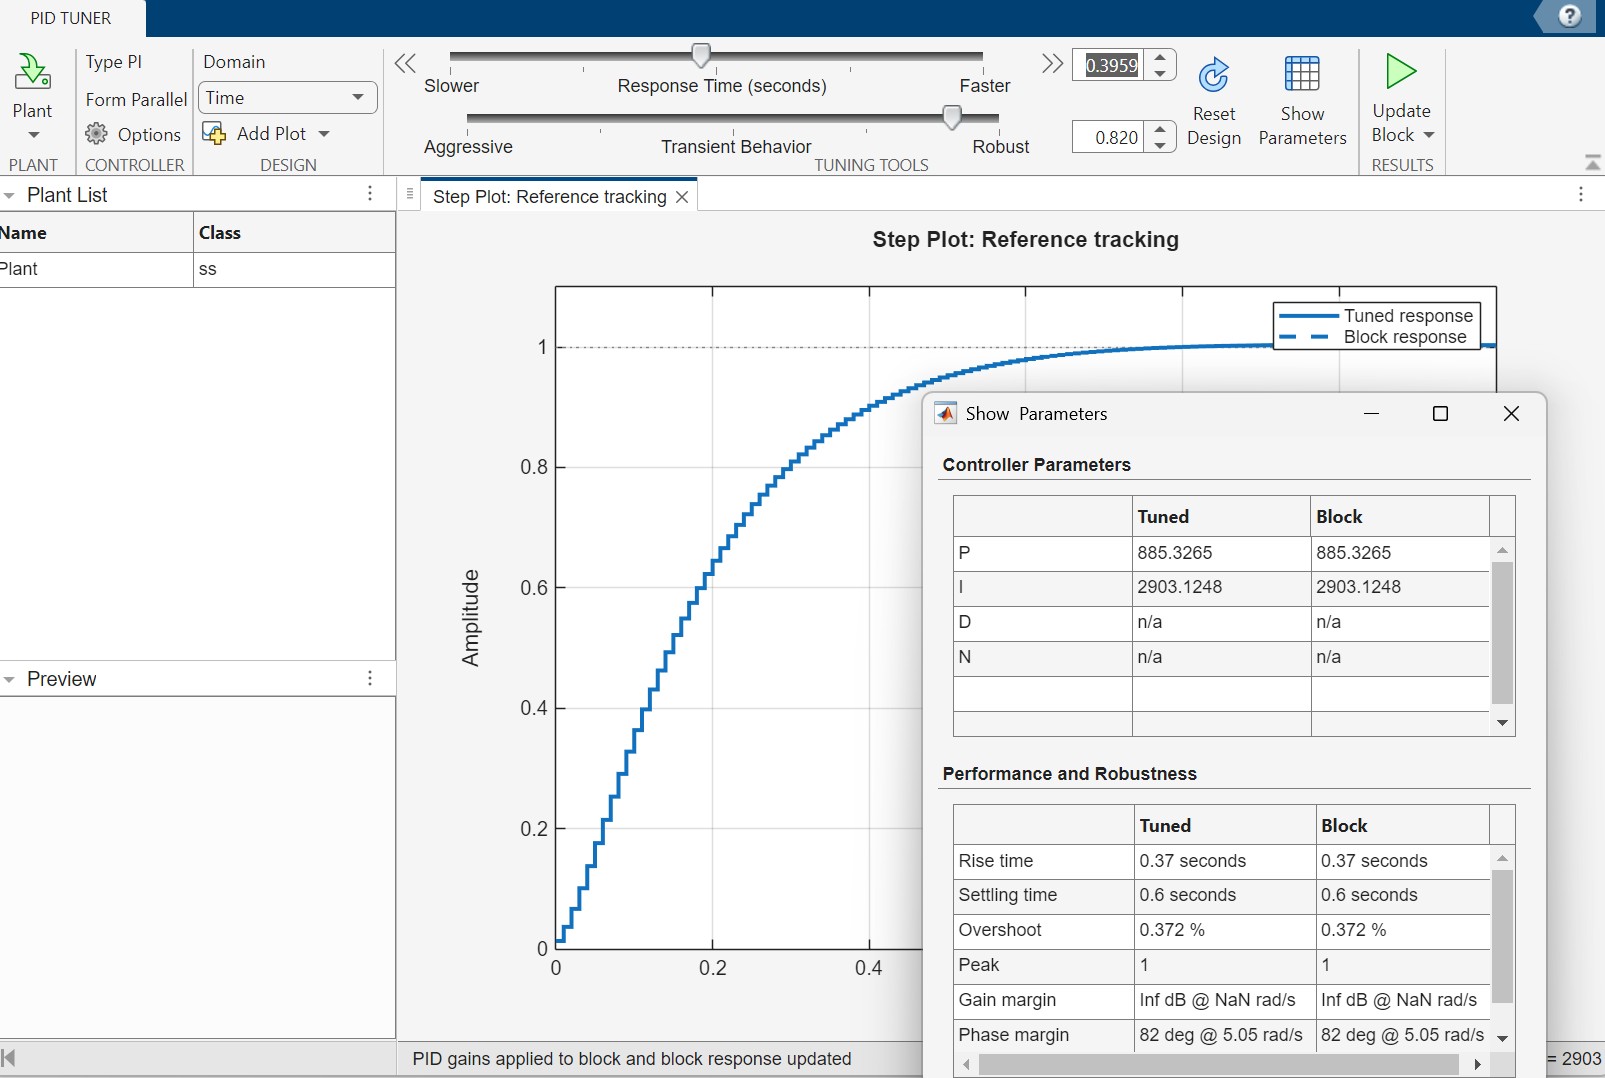 PID TUNER
?
Plant
PLANT
Type PI
Form Parallel
Options
CONTROLLER
Domain
Time
Add Plot
DESIGN
Slower
Response Time (seconds)
Faster
0.3959
Aggressive
Transient Behavior
Robust
0.820
TUNING TOOLS
Reset
Design
Show
Parameters
Update
Block
RESULTS
Plant List
Name Class
Plant ss
Preview
Step Plot: Reference tracking
Step Plot: Reference tracking
Tuned response
Block response
Amplitude
1
0.8
0.6
0.4
0.2
0
0 0.2 0.4
Show Parameters
Controller Parameters
Tuned Block
P 885.3265 885.3265
I 2903.1248 2903.1248
D n/a n/a
N n/a n/a
Performance and Robustness
Tuned Block
Rise time 0.37 seconds 0.37 seconds
Settling time 0.6 seconds 0.6 seconds
Overshoot 0.372 % 0.372 %
Peak 1 1
Gain margin Inf dB @ NaN rad/s Inf dB @ NaN rad/s
Phase margin 82 deg @ 5.05 rad/s 82 deg @ 5.05 rad/s
PID gains applied to block and block response updated
= 2903